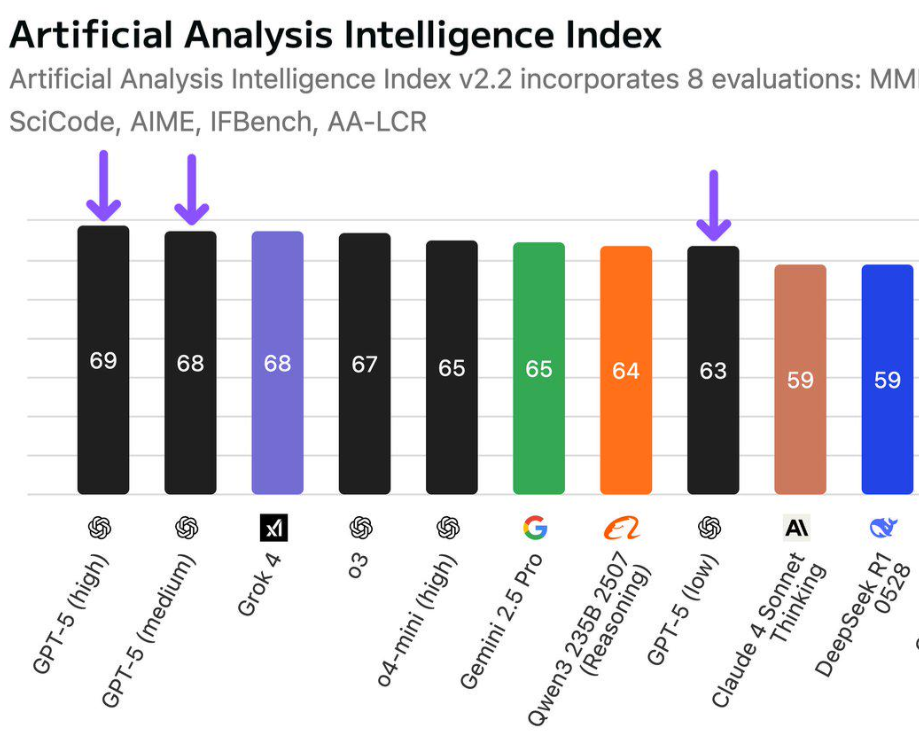 Artificial Analysis Intelligence Index
Artificial Analysis Intelligence Index v2.2 incorporates 8 evaluations:
SciCode, AIME, IFBench, AA-LCR
69
68
68
67
65
65
64
63
59
59
GPT-5 (high)
GPT-5 (medium)
Grok 4
o3
o4-mini (high)
Gemini 2.5 Pro
Qwen3 235B 2507
(Reasoning)
GPT-5 (low)
Claude 4 Sonnet
Thinking
DeepSeek R1
0528